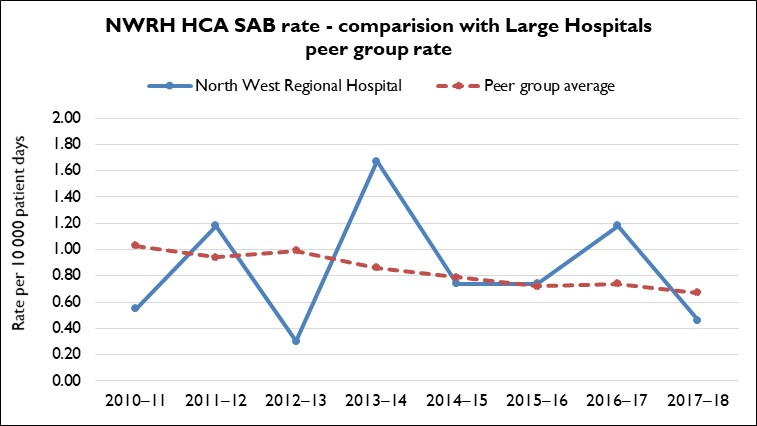 NWRH HCA SAB rate - comparision with Large Hospitals
peer group rate
North West Regional Hospital
Peer group average
Rate per 10 000 patient days
2.00
1.80
1.60
1.40
1.20
1.00
0.80
0.60
0.40
0.20
0.00
2010–11 2011–12 2012–13 2013–14 2014–15 2015–16 2016–17 2017–18